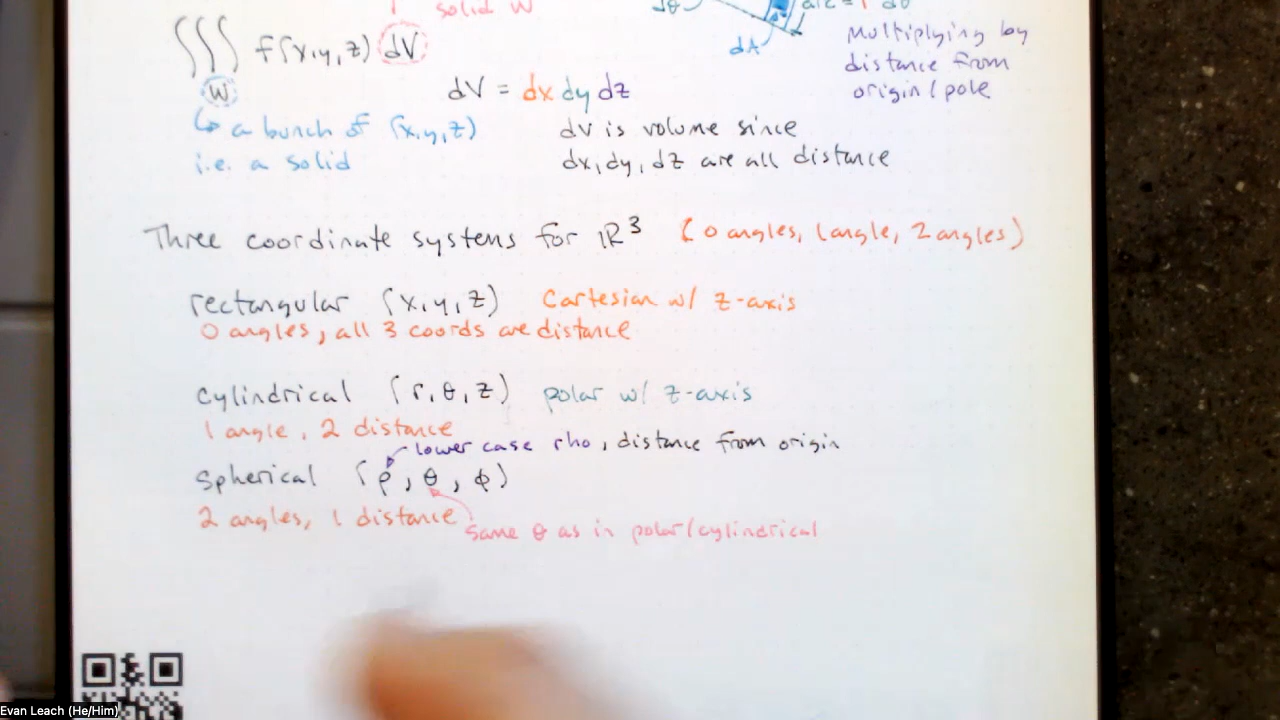 solid W
dθ
∫∫∫ f(x,y,z) dV
W
dA
Multiplying by
distance from
origin/pole
dV = dx dy dz
↳ a bunch of (x,y,z)
i.e. a solid
dV is volume since
dx, dy, dz are all distance
Three coordinate systems for ℝ³ (0 angles, 1 angle, 2 angles)
rectangular (x,y,z) Cartesian w/ z-axis
0 angles, all 3 coords are distance
cylindrical (r,θ,z) polar w/ z-axis
1 angle, 2 distance
lower case rho, distance from origin
spherical (ρ, θ, φ)
2 angles, 1 distance
same θ as in polar/cylindrical
Evan Leach (He/Him)